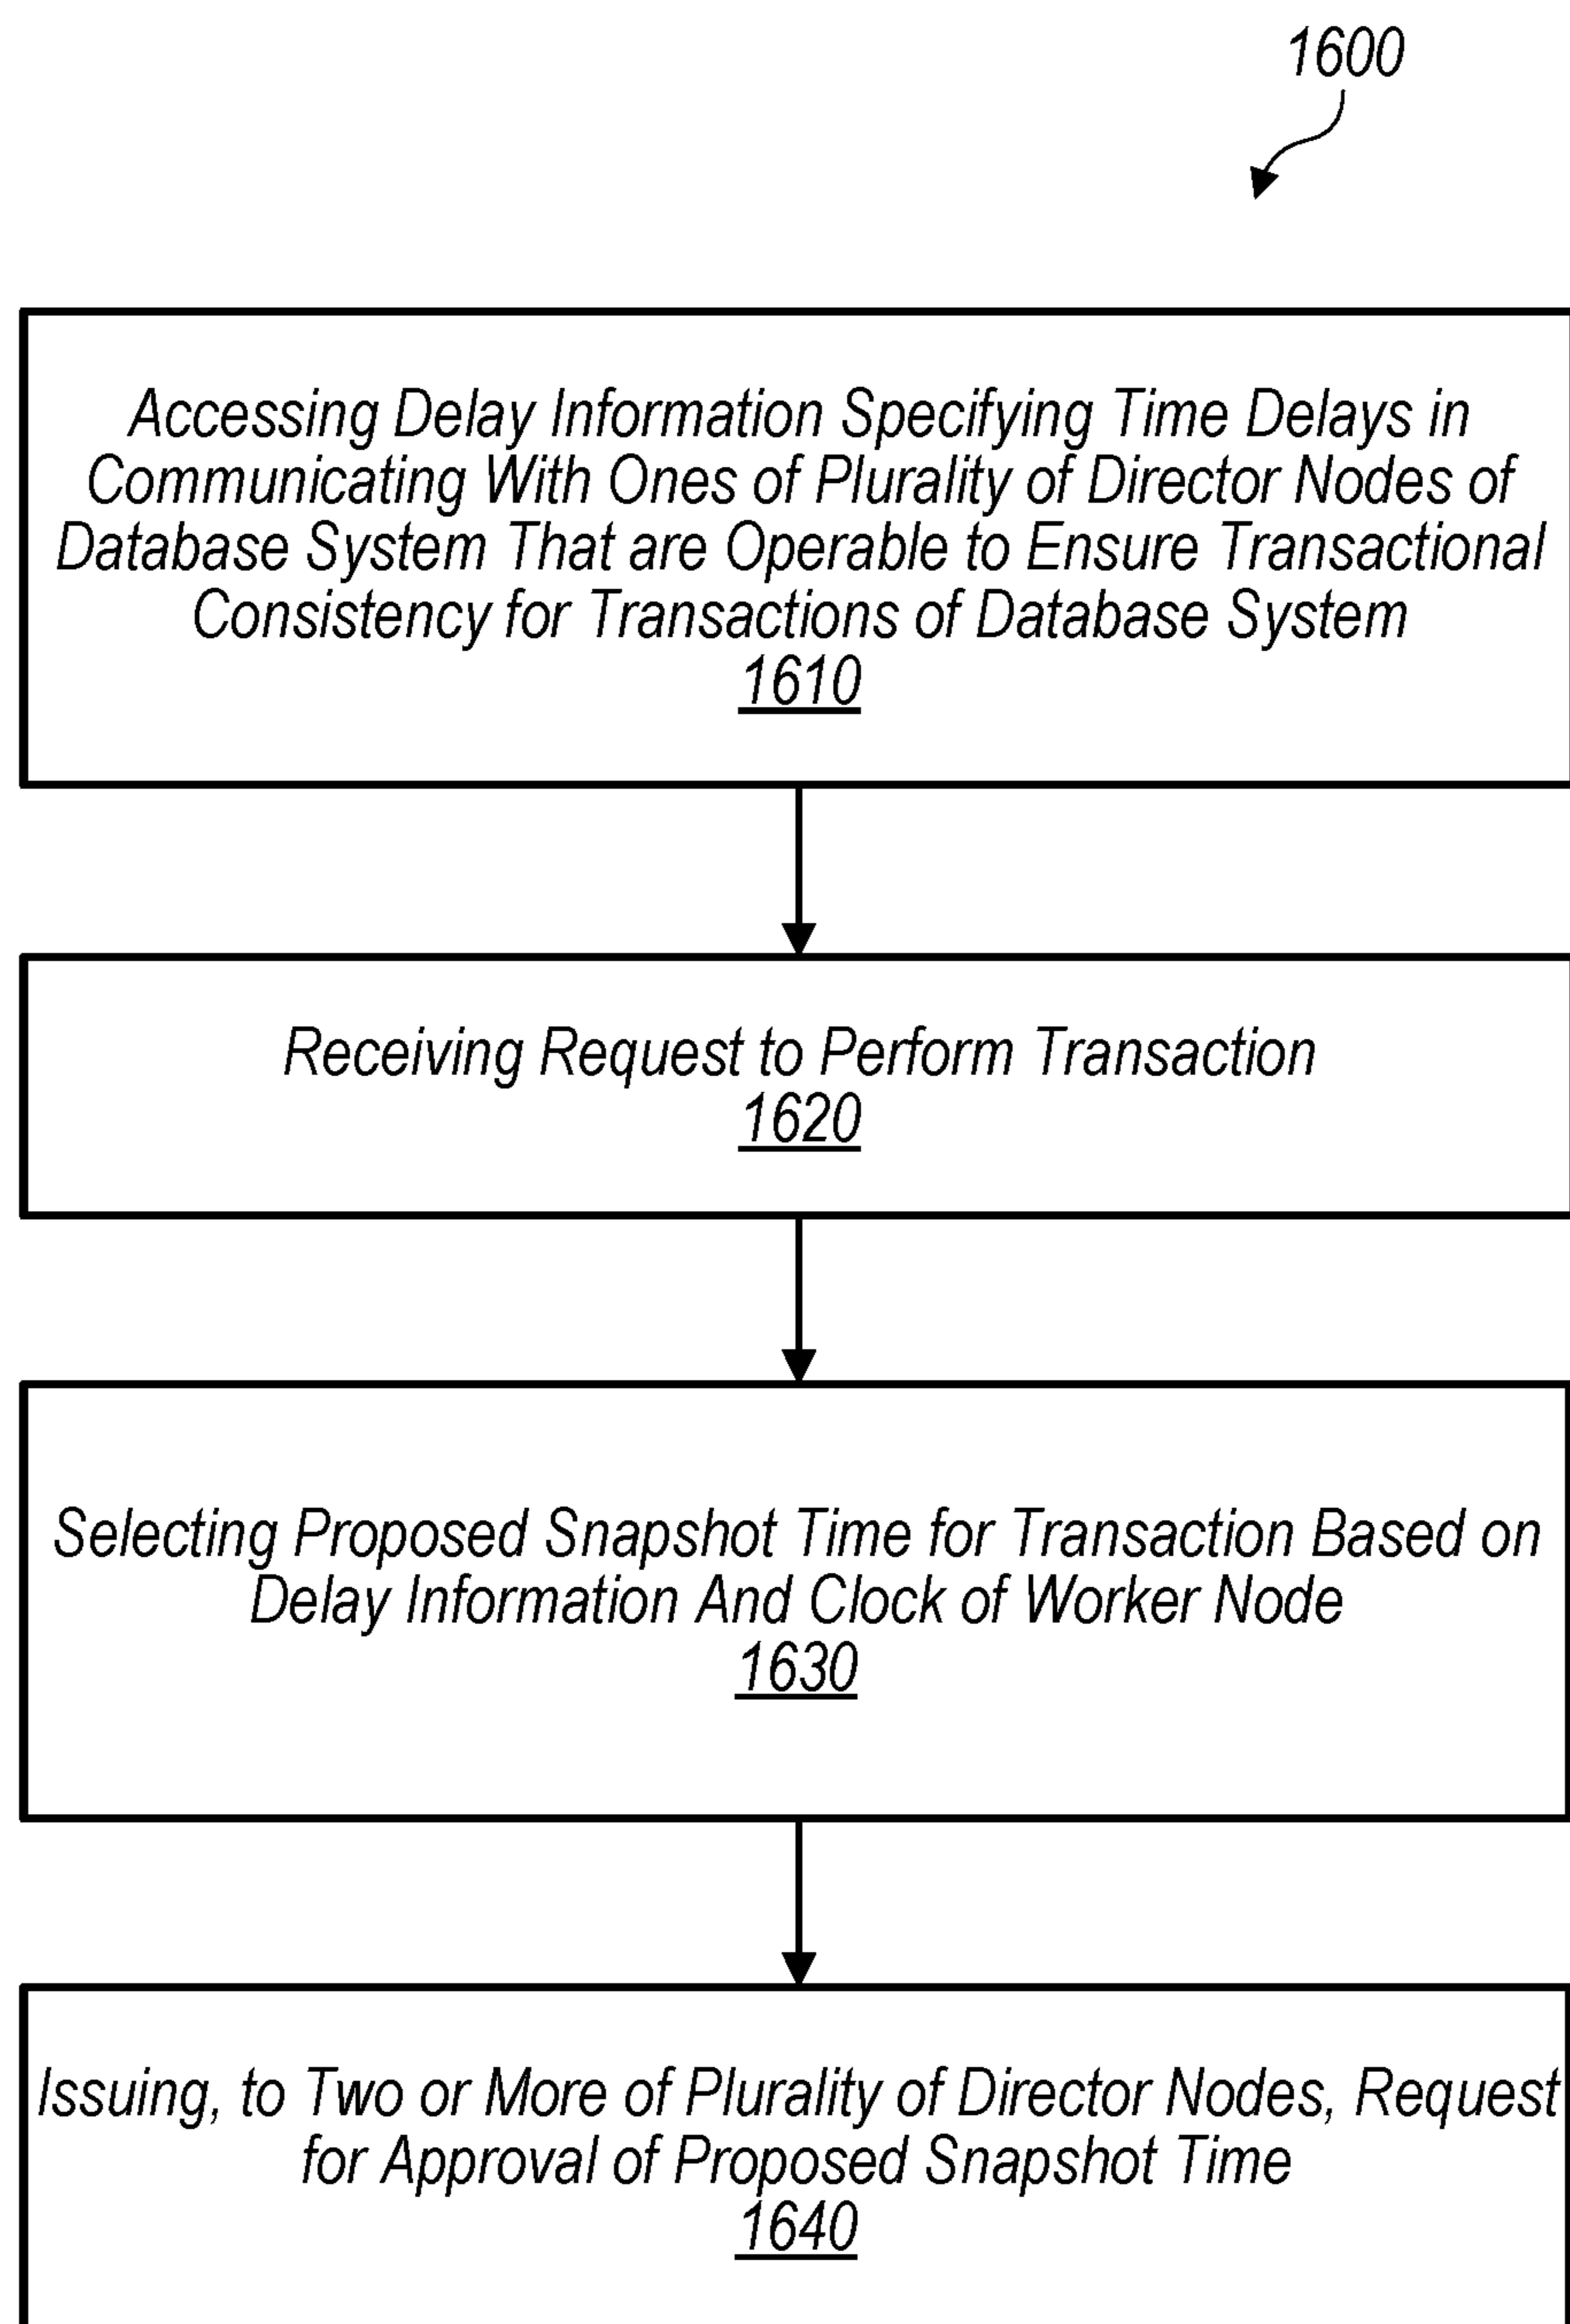 1600
Accessing Delay Information Specifying Time Delays in
Communicating With Ones of Plurality of Director Nodes of
Database System That are Operable to Ensure Transactional
Consistency for Transactions of Database System
1610
Receiving Request to Perform Transaction
1620
Selecting Proposed Snapshot Time for Transaction Based on
Delay Information And Clock of Worker Node
1630
Issuing, to Two or More of Plurality of Director Nodes, Request
for Approval of Proposed Snapshot Time
1640